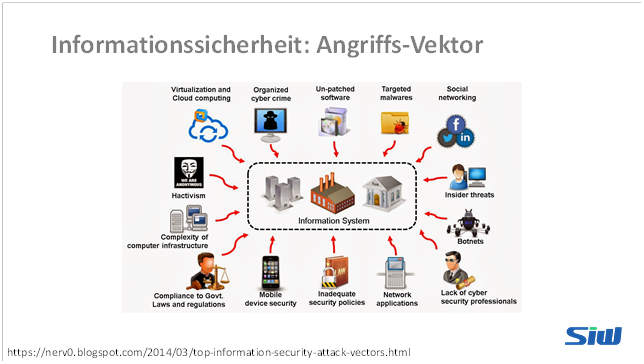 Informationssicherheit: Angriffs-Vektor
Virtualization and
Cloud computing
Organized
cyber crime
Un-patched
software
Targeted
malwares
Social
networking
WE ARE
ANONYMOUS
Hactivism
Information System
Insider threats
Complexity of
computer infrastructure
Botnets
LAW
Compliance to Govt.
Laws and regulations
Mobile
device security
Inadequate
security policies
Network
applications
Lack of cyber
security professionals
SiW
https://nerv0.blogspot.com/2014/03/top-information-security-attack-vectors.html